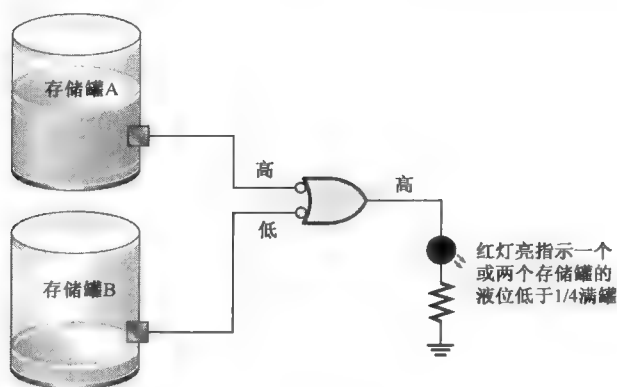 存储罐A
高
高
低
存储罐B
红灯亮指示一个
或两个存储罐的
液位低于1/4满罐